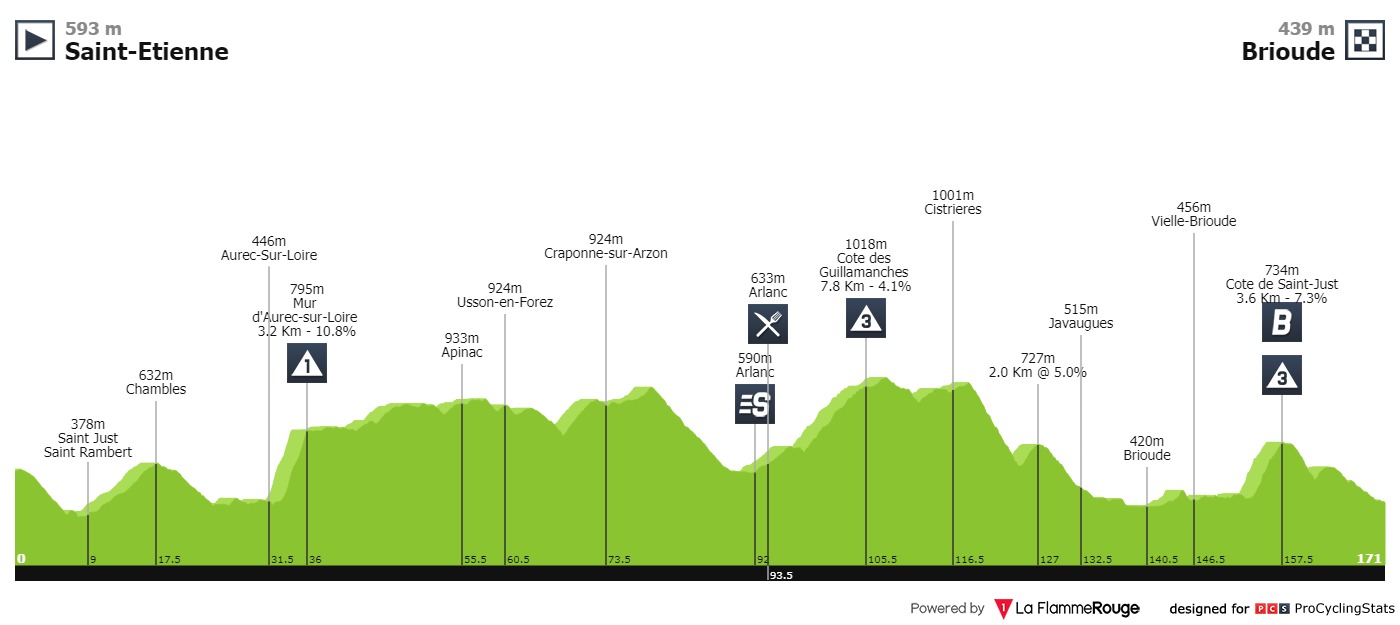 593 m
Saint-Etienne
439 m
Brioude
378m
Saint Just
Saint Rambert
632m
Chambles
446m
Aurec-Sur-Loire
795m
Mur
d'Aurec-sur-Loire
3.2 Km - 10.8%
1
933m
Apinac
924m
Usson-en-Forez
924m
Craponne-sur-Arzon
590m
Arlanc
S
633m
Arlanc
1018m
Cote des
Guillamanches
7.8 Km - 4.1%
3
1001m
Cistrieres
727m
2.0 Km @ 5.0%
515m
Javaugues
420m
Brioude
456m
Vielle-Brioude
734m
Cote de Saint-Just
3.6 Km - 7.3%
B
3
0 9 17.5 31.5 36 55.5 60.5 73.5 92 105.5 116.5 127 132.5 140.5 146.5 157.5 171
93.5
Powered by 1 La FlammeRouge designed for PCS ProCyclingStats